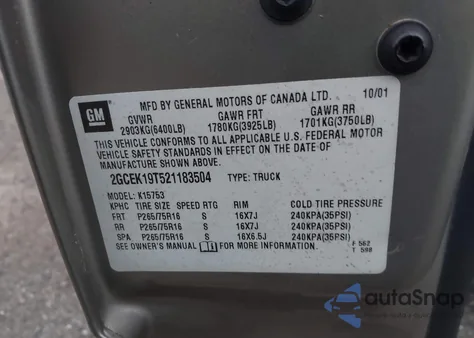 GM
MFD BY GENERAL MOTORS OF CANADA LTD. 10/01
GVWR GAWR FRT GAWR RR
2903KG(6400LB) 1780KG(3925LB) 1701KG(3750LB)
THIS VEHICLE CONFORMS TO ALL APPLICABLE U.S. FEDERAL MOTOR
VEHICLE SAFETY STANDARDS IN EFFECT ON THE DATE OF
MANUFACTURE SHOWN ABOVE.
2GCEK19T521183504 TYPE: TRUCK
MODEL: K15753
KPHC TIRE SIZE SPEED RTG RIM COLD TIRE PRESSURE
FRT P265/75R16 S 16X7J 240KPA(35PSI)
RR P265/75R16 S 16X7J 240KPA(35PSI)
SPA P265/75R16 S 16X6.5J 240KPA(35PSI)
SEE OWNER'S MANUAL FOR MORE INFORMATION.
F 562
T 598
autoSnap